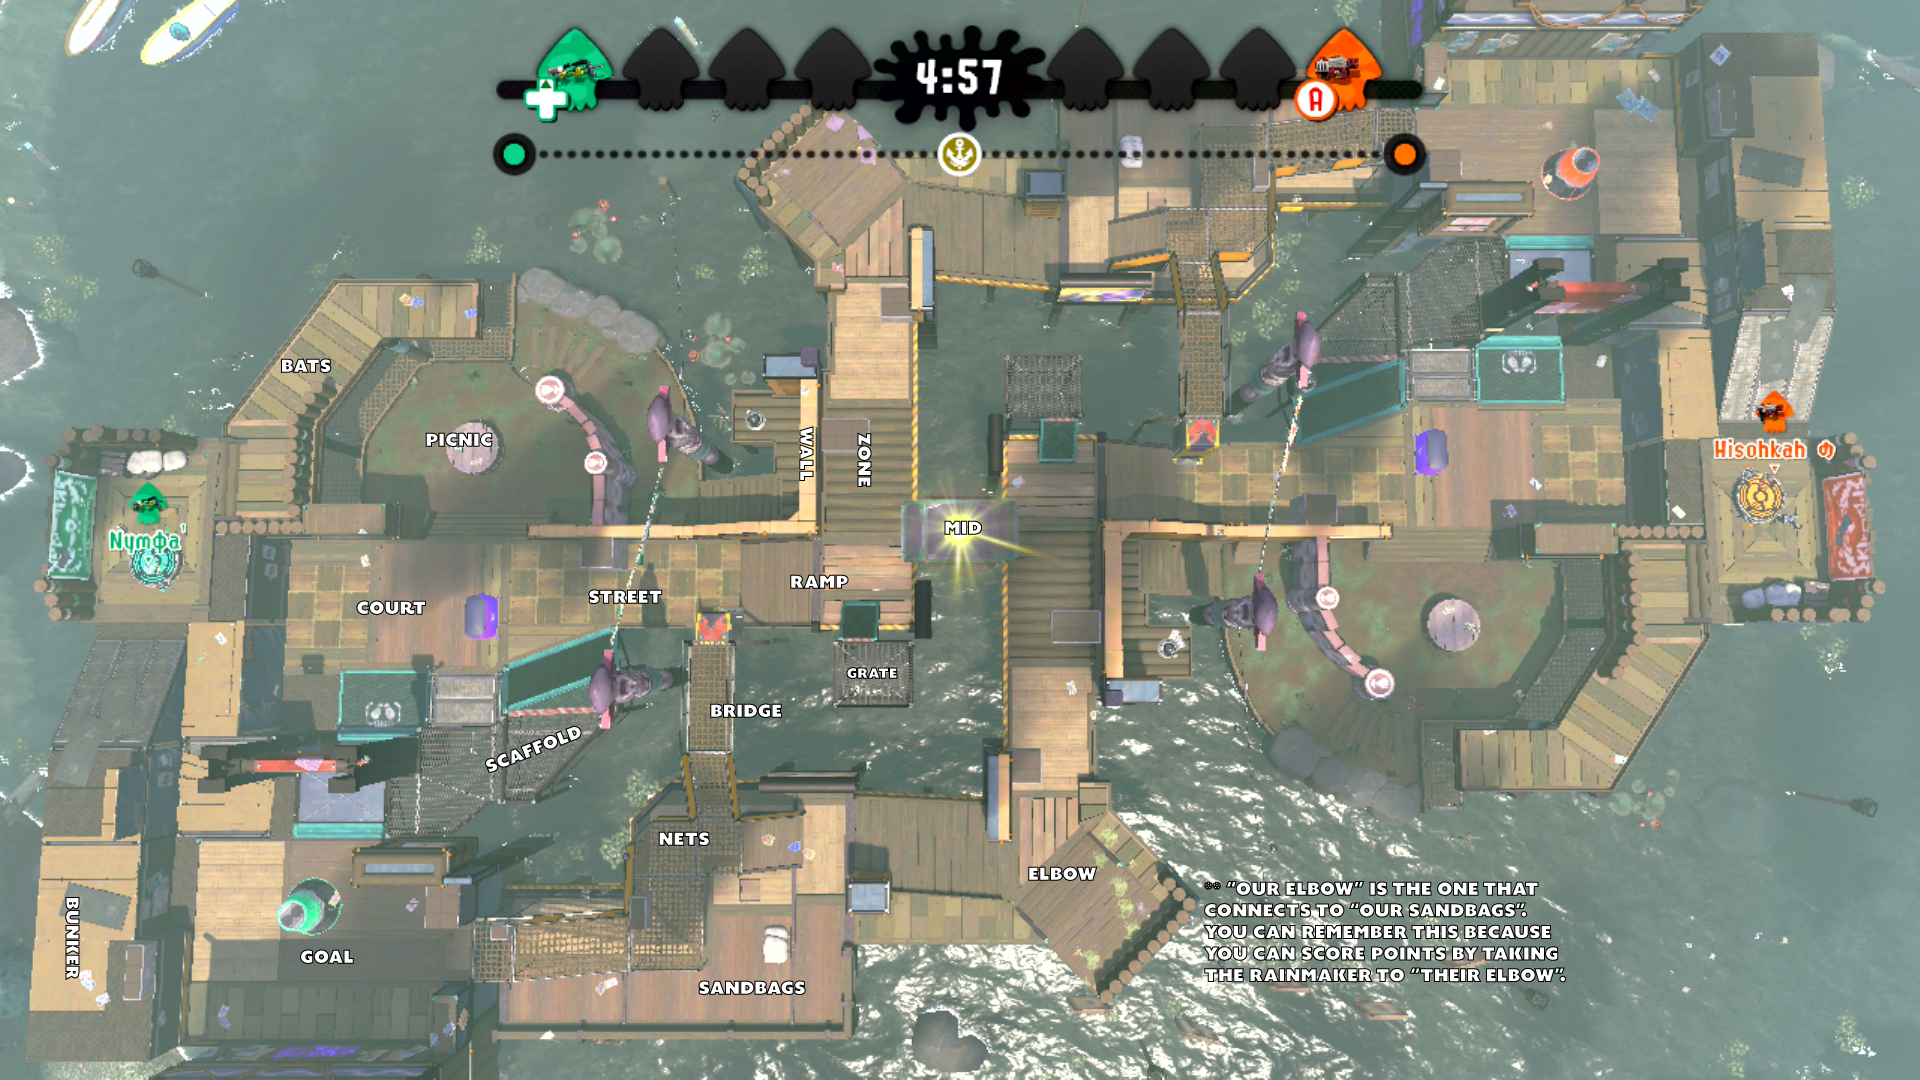 4:57
A
BATS
PICNIC
WALL
ZONE
Hisohkah の
Nymфa
MID
RAMP
STREET
COURT
GRATE
BRIDGE
SCAFFOLD
NETS
ELBOW
BUNKER
GOAL
SANDBAGS
** "OUR ELBOW" IS THE ONE THAT
CONNECTS TO "OUR SANDBAGS".
YOU CAN REMEMBER THIS BECAUSE
YOU CAN SCORE POINTS BY TAKING
THE RAINMAKER TO "THEIR ELBOW".